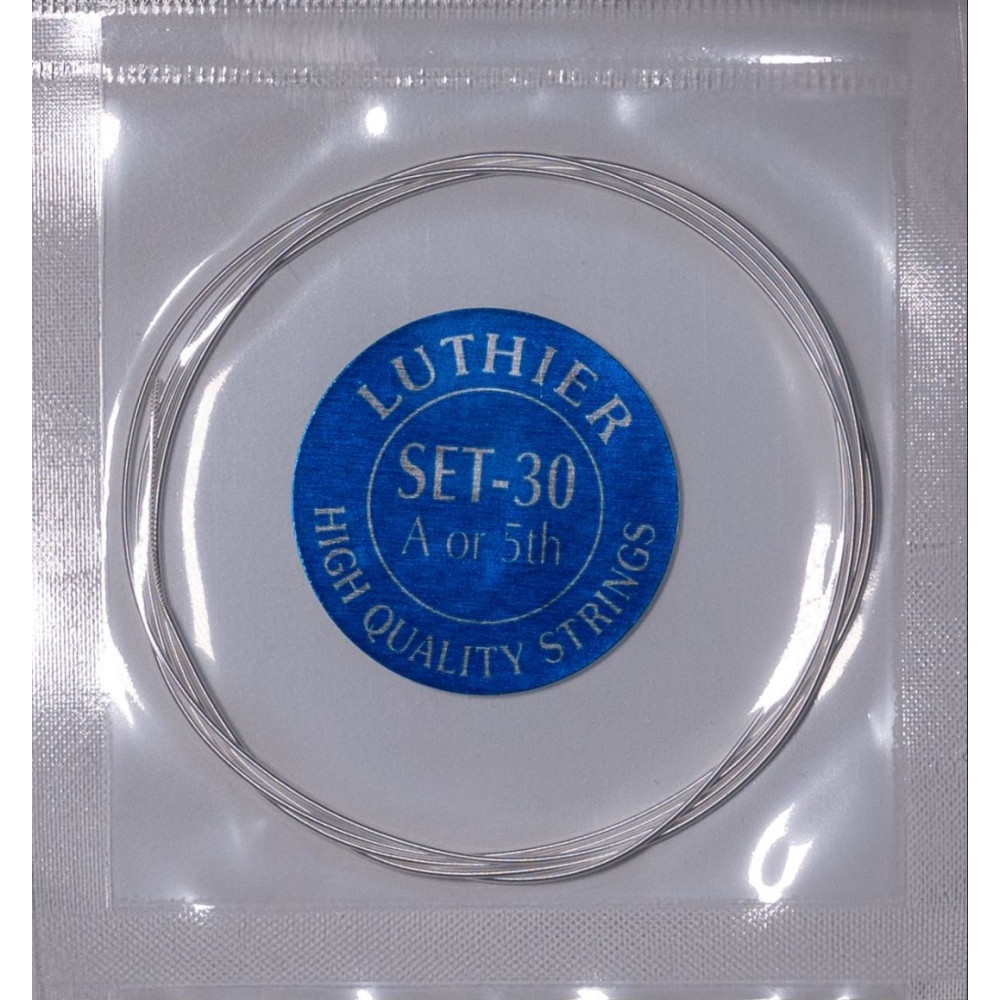 LUTHIER
SET-30
A or 5th
HIGH QUALITY STRINGS